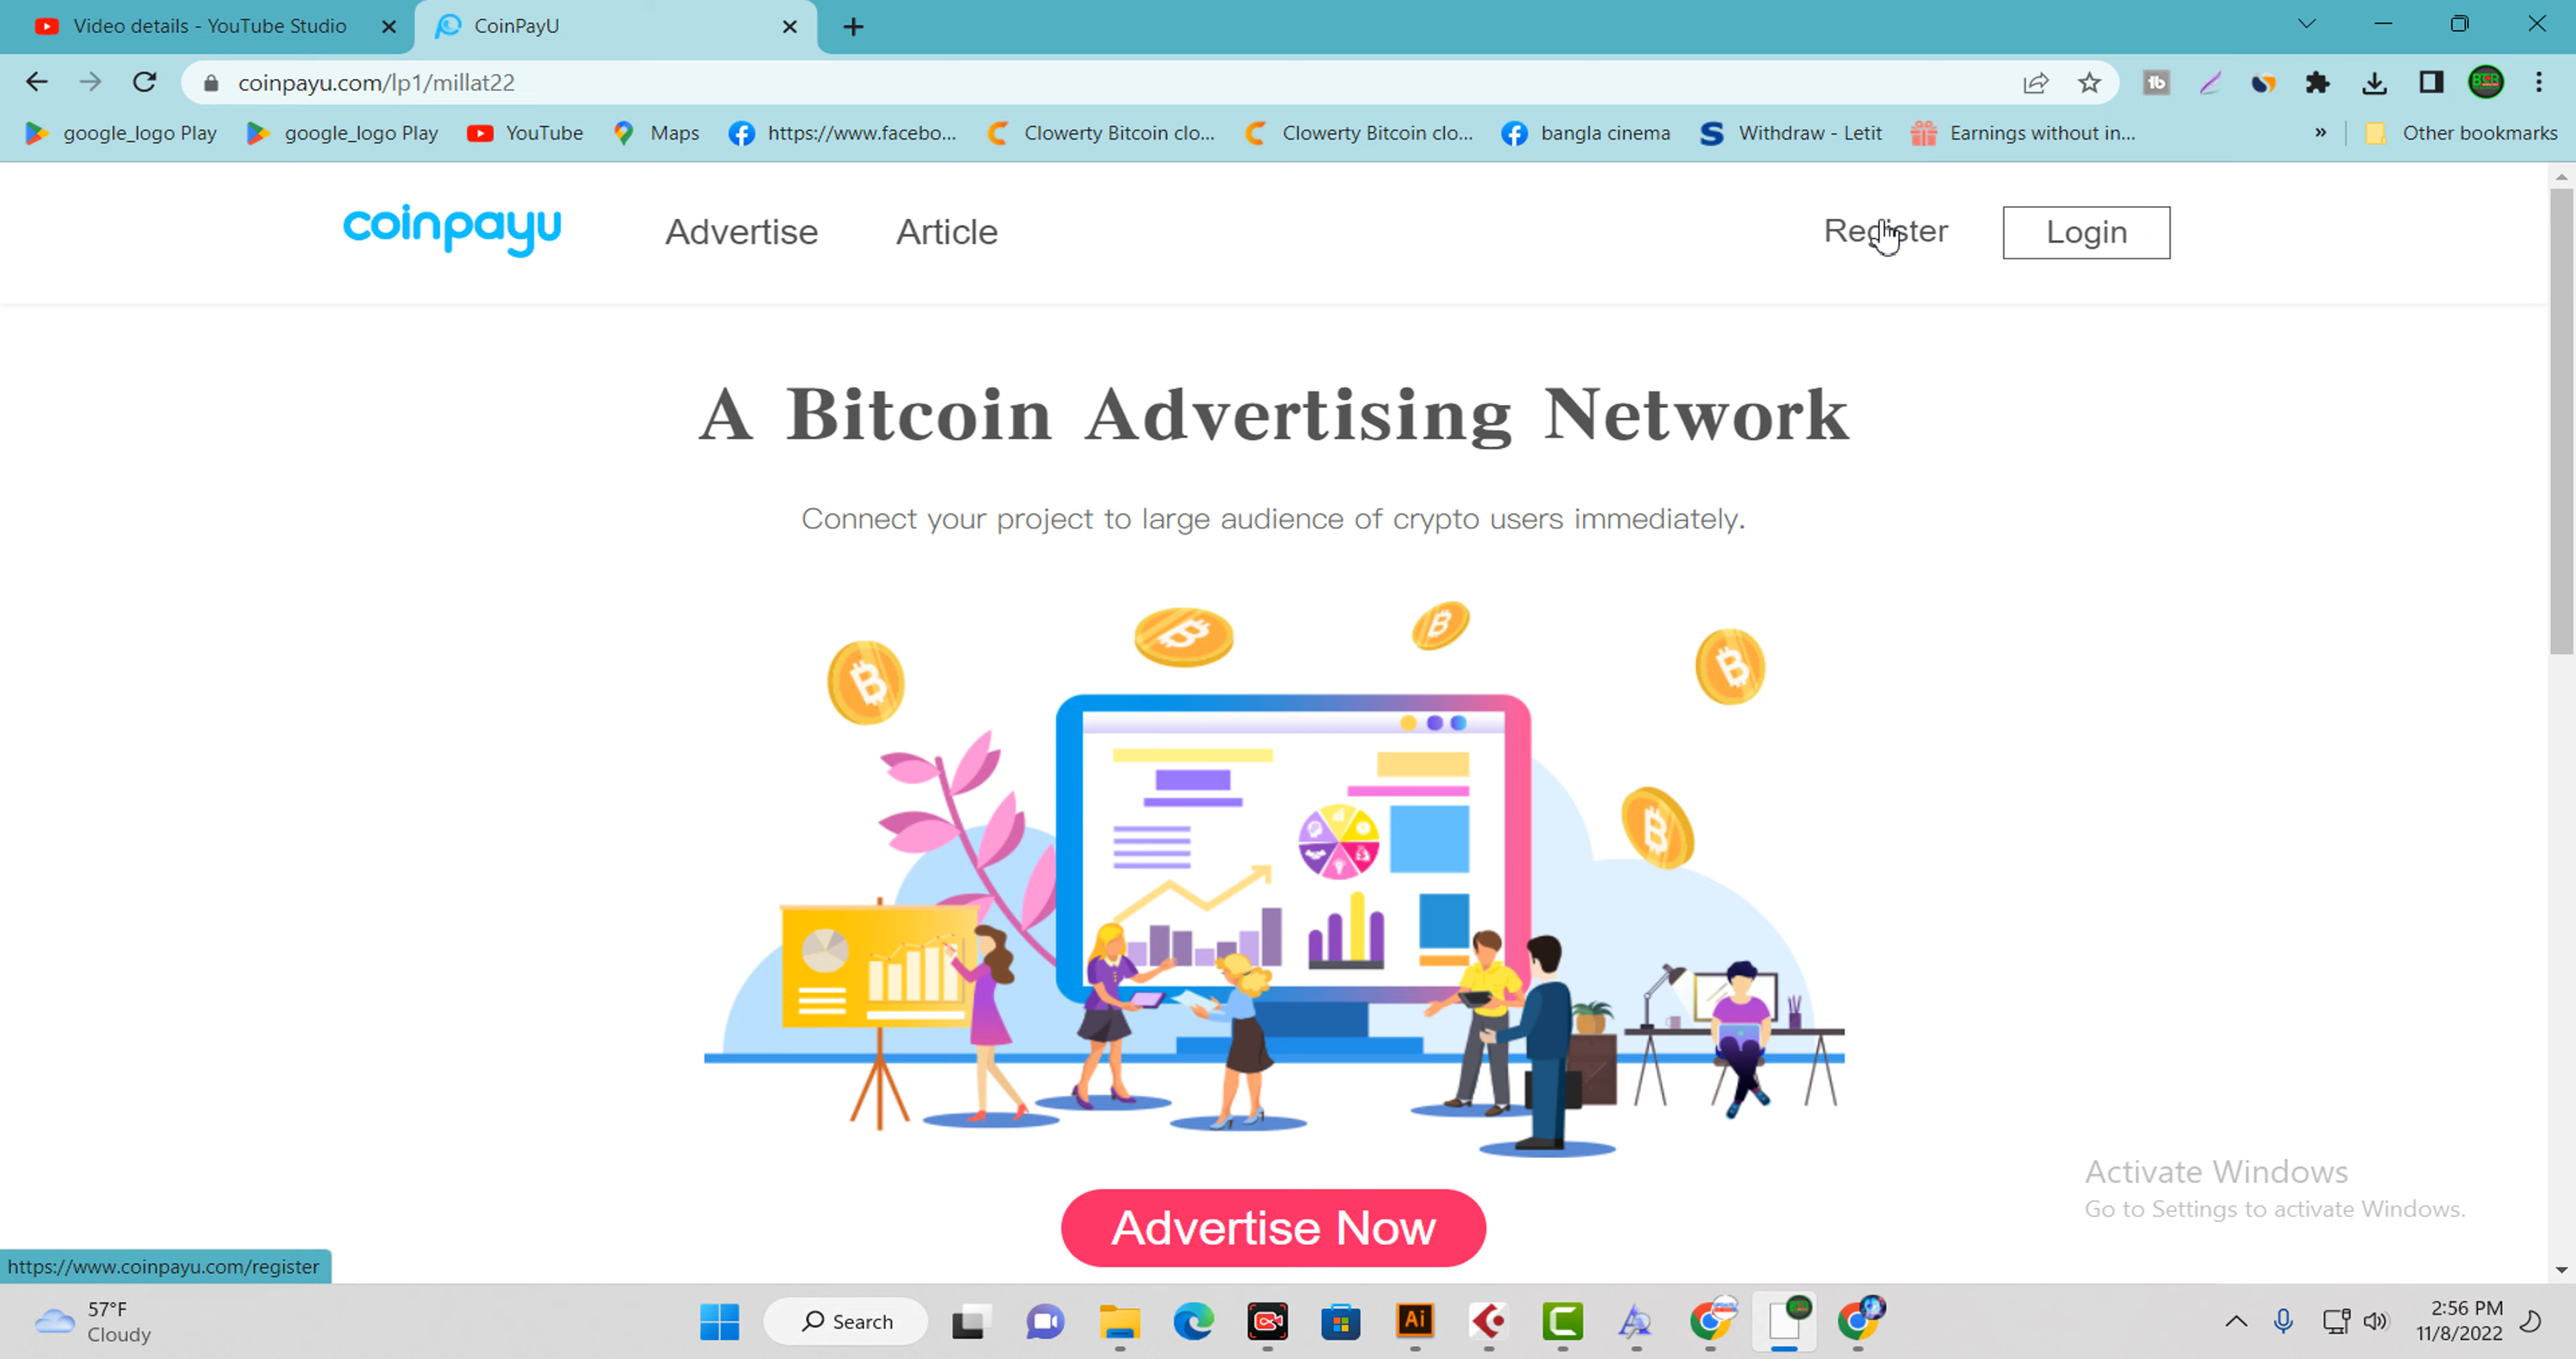 Video details - YouTube Studio
CoinPayU
coinpayu.com/lp1/millat22
google_logo Play
google_logo Play
YouTube
Maps
https://www.facebo...
Clowerty Bitcoin clo...
Clowerty Bitcoin clo...
bangla cinema
Withdraw - Letit
Earnings without in...
»
Other bookmarks
coinpayu
Advertise
Article
Register
Login
A Bitcoin Advertising Network
Connect your project to large audience of crypto users immediately.
Advertise Now
Activate Windows
Go to Settings to activate Windows.
https://www.coinpayu.com/register
57°F
Cloudy
Search
Ai
2:56 PM
11/8/2022